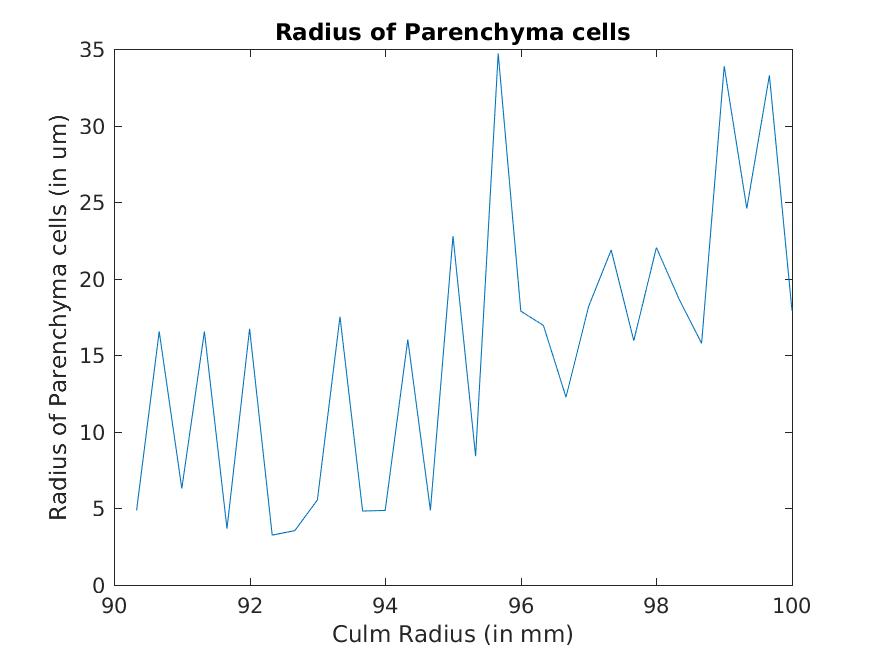 Radius of Parenchyma cells
35
30
25
20
15
10
5
0
Radius of Parenchyma cells (in um)
90 92 94 96 98 100
Culm Radius (in mm)